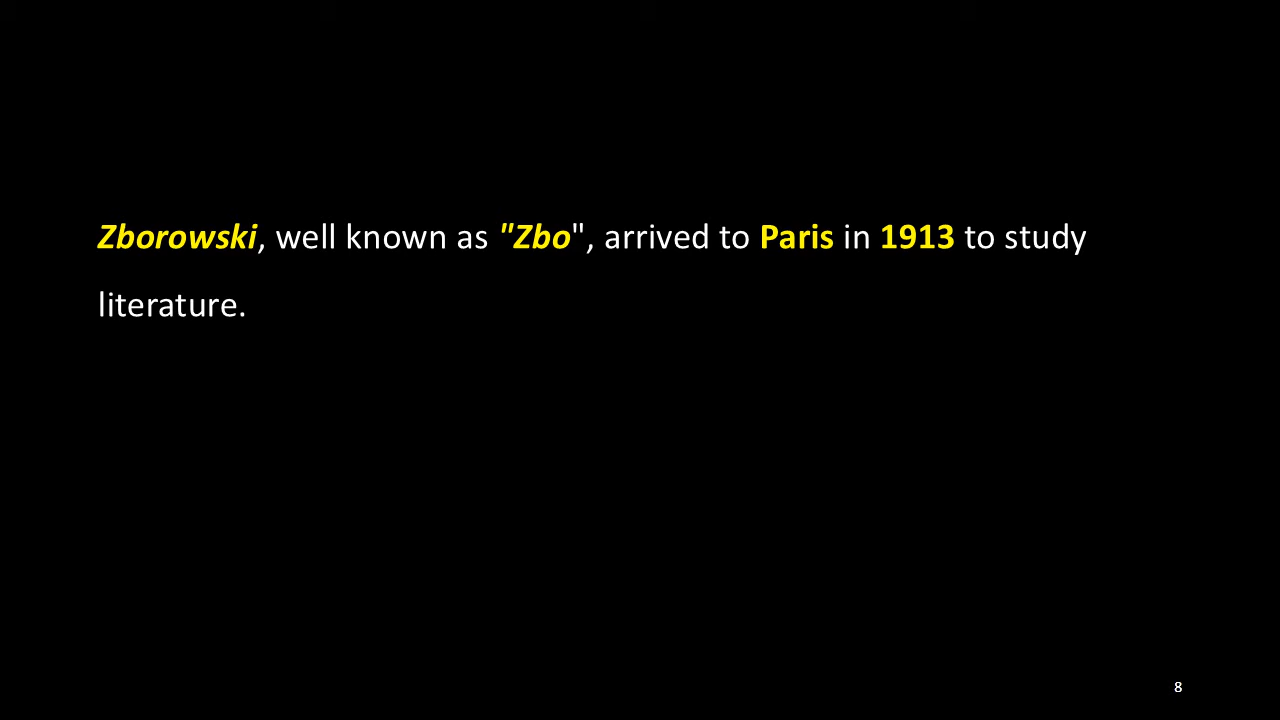 Zborowski, well known as "Zbo", arrived to Paris in 1913 to study
literature.
8